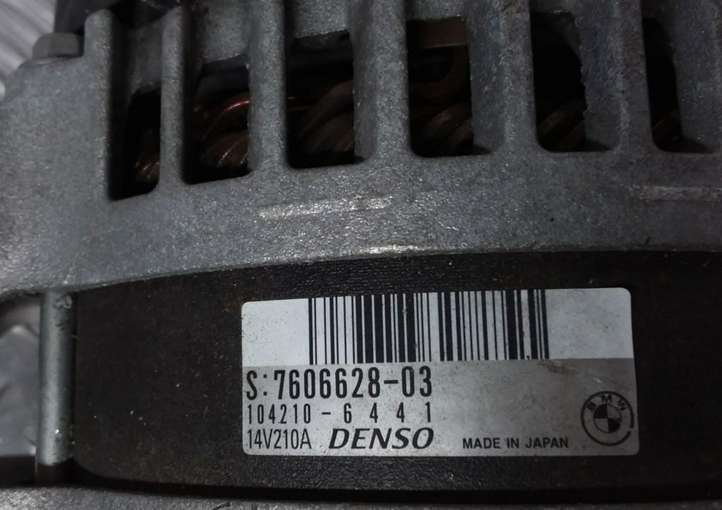 S:7606628-03
104210-6441
14V210A DENSO MADE IN JAPAN
BMW